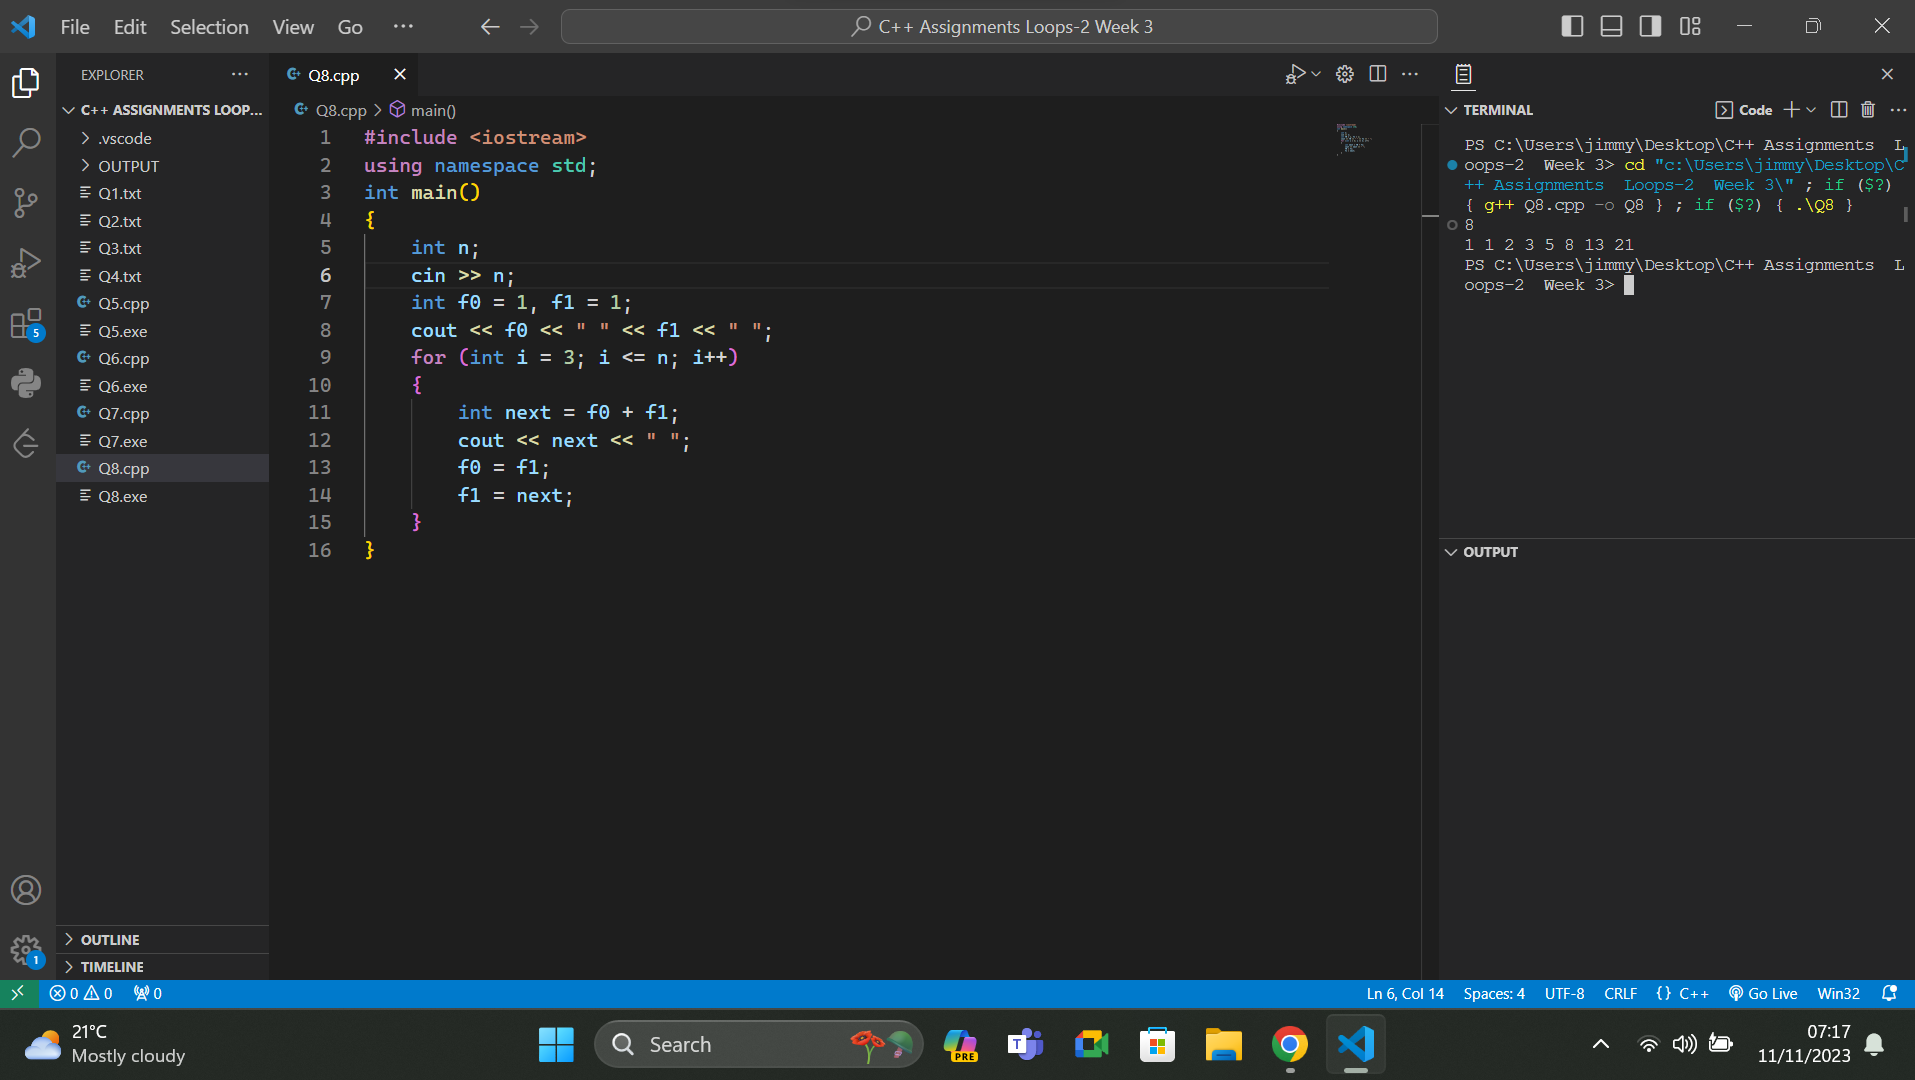 File Edit Selection View Go ···
C++ Assignments Loops-2 Week 3
EXPLORER ···
C++ ASSIGNMENTS LOOP...
.vscode
OUTPUT
Q1.txt
Q2.txt
Q3.txt
Q4.txt
Q5.cpp
Q5.exe
Q6.cpp
Q6.exe
Q7.cpp
Q7.exe
Q8.cpp
Q8.exe
OUTLINE
TIMELINE
5
1
Q8.cpp
Q8.cpp > main()
1 #include <iostream>
2 using namespace std;
3 int main()
4 {
5     int n;
6     cin >> n;
7     int f0 = 1, f1 = 1;
8     cout << f0 << " " << f1 << " ";
9     for (int i = 3; i <= n; i++)
10     {
11         int next = f0 + f1;
12         cout << next << " ";
13         f0 = f1;
14         f1 = next;
15     }
16 }
TERMINAL
Code
PS C:\Users\jimmy\Desktop\C++ Assignments  L
oops-2  Week 3> cd "c:\Users\jimmy\Desktop\C
++ Assignments  Loops-2  Week 3\" ; if ($?)
{ g++ Q8.cpp -o Q8 } ; if ($?) { .\Q8 }
8
1 1 2 3 5 8 13 21
PS C:\Users\jimmy\Desktop\C++ Assignments  L
oops-2  Week 3>
OUTPUT
0 0 0
Ln 6, Col 14 Spaces: 4 UTF-8 CRLF {} C++ Go Live Win32
21°C
Mostly cloudy
Search
PRE
T
07:17
11/11/2023